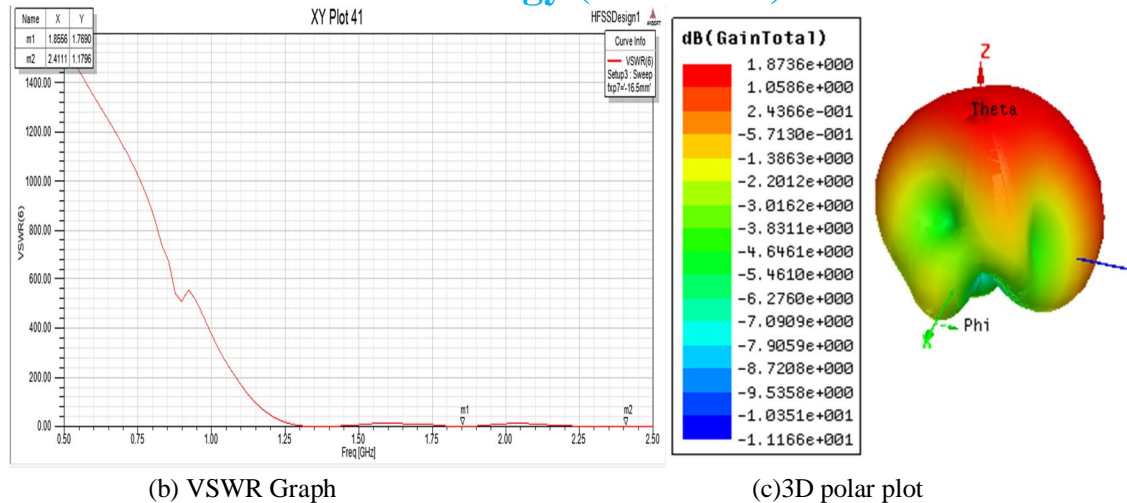 gy (
XY Plot 41
HFSSDesign1
ANSOFT
Name X Y
m1 1.8556 1.7690
m2 2.4111 1.1796
Curve Info
VSWR(6)
Setup3 : Sweep
fxp7='-16.5mm'
VSWR(6)
1400.00
1200.00
1000.00
800.00
600.00
400.00
200.00
0.00
m1
m2
0.50 0.75 1.00 1.25 1.50 1.75 2.00 2.25 2.50
Freq [GHz]
dB(GainTotal)
1.8736e+000
1.0586e+000
2.4366e-001
-5.7130e-001
-1.3863e+000
-2.2012e+000
-3.0162e+000
-3.8311e+000
-4.6461e+000
-5.4610e+000
-6.2760e+000
-7.0909e+000
-7.9059e+000
-8.7208e+000
-9.5358e+000
-1.0351e+001
-1.1166e+001
Z
Theta
Phi
(b) VSWR Graph
(c)3D polar plot